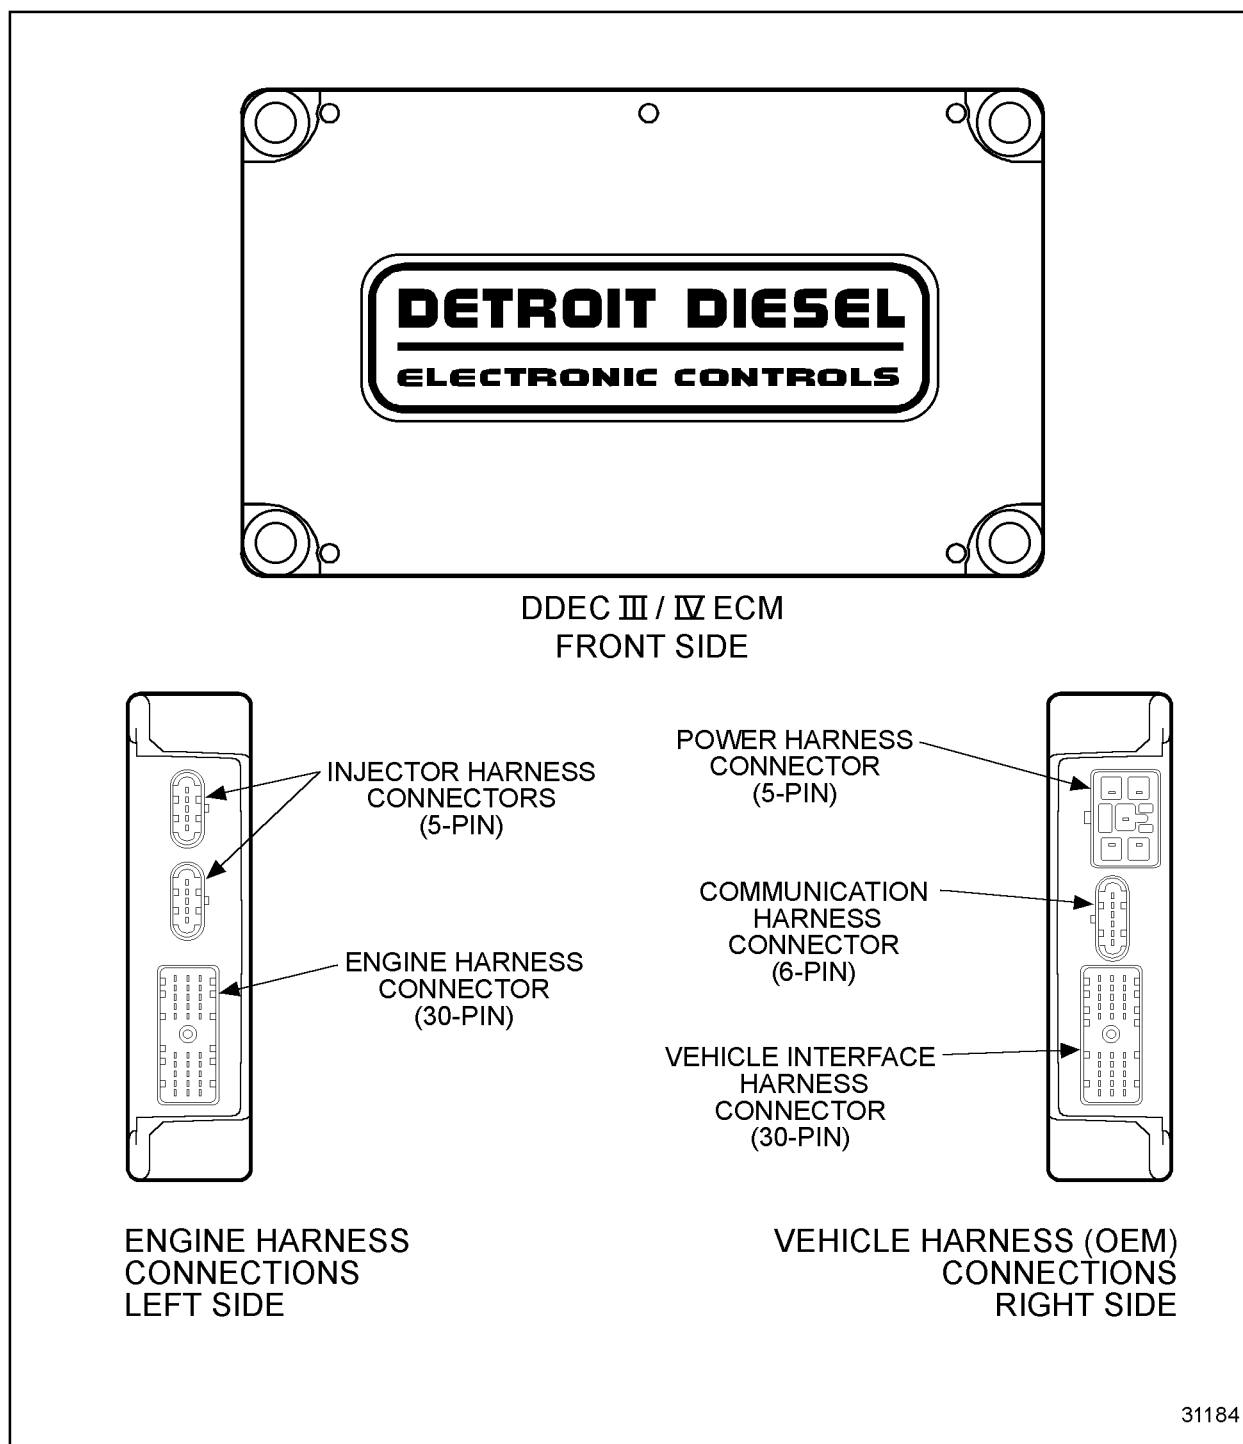 DETROIT DIESEL
ELECTRONIC CONTROLS
DDEC III / IV ECM
FRONT SIDE
INJECTOR HARNESS
CONNECTORS
(5-PIN)
ENGINE HARNESS
CONNECTOR
(30-PIN)
POWER HARNESS
CONNECTOR
(5-PIN)
COMMUNICATION
HARNESS
CONNECTOR
(6-PIN)
VEHICLE INTERFACE
HARNESS
CONNECTOR
(30-PIN)
ENGINE HARNESS
CONNECTIONS
LEFT SIDE
VEHICLE HARNESS (OEM)
CONNECTIONS
RIGHT SIDE
31184